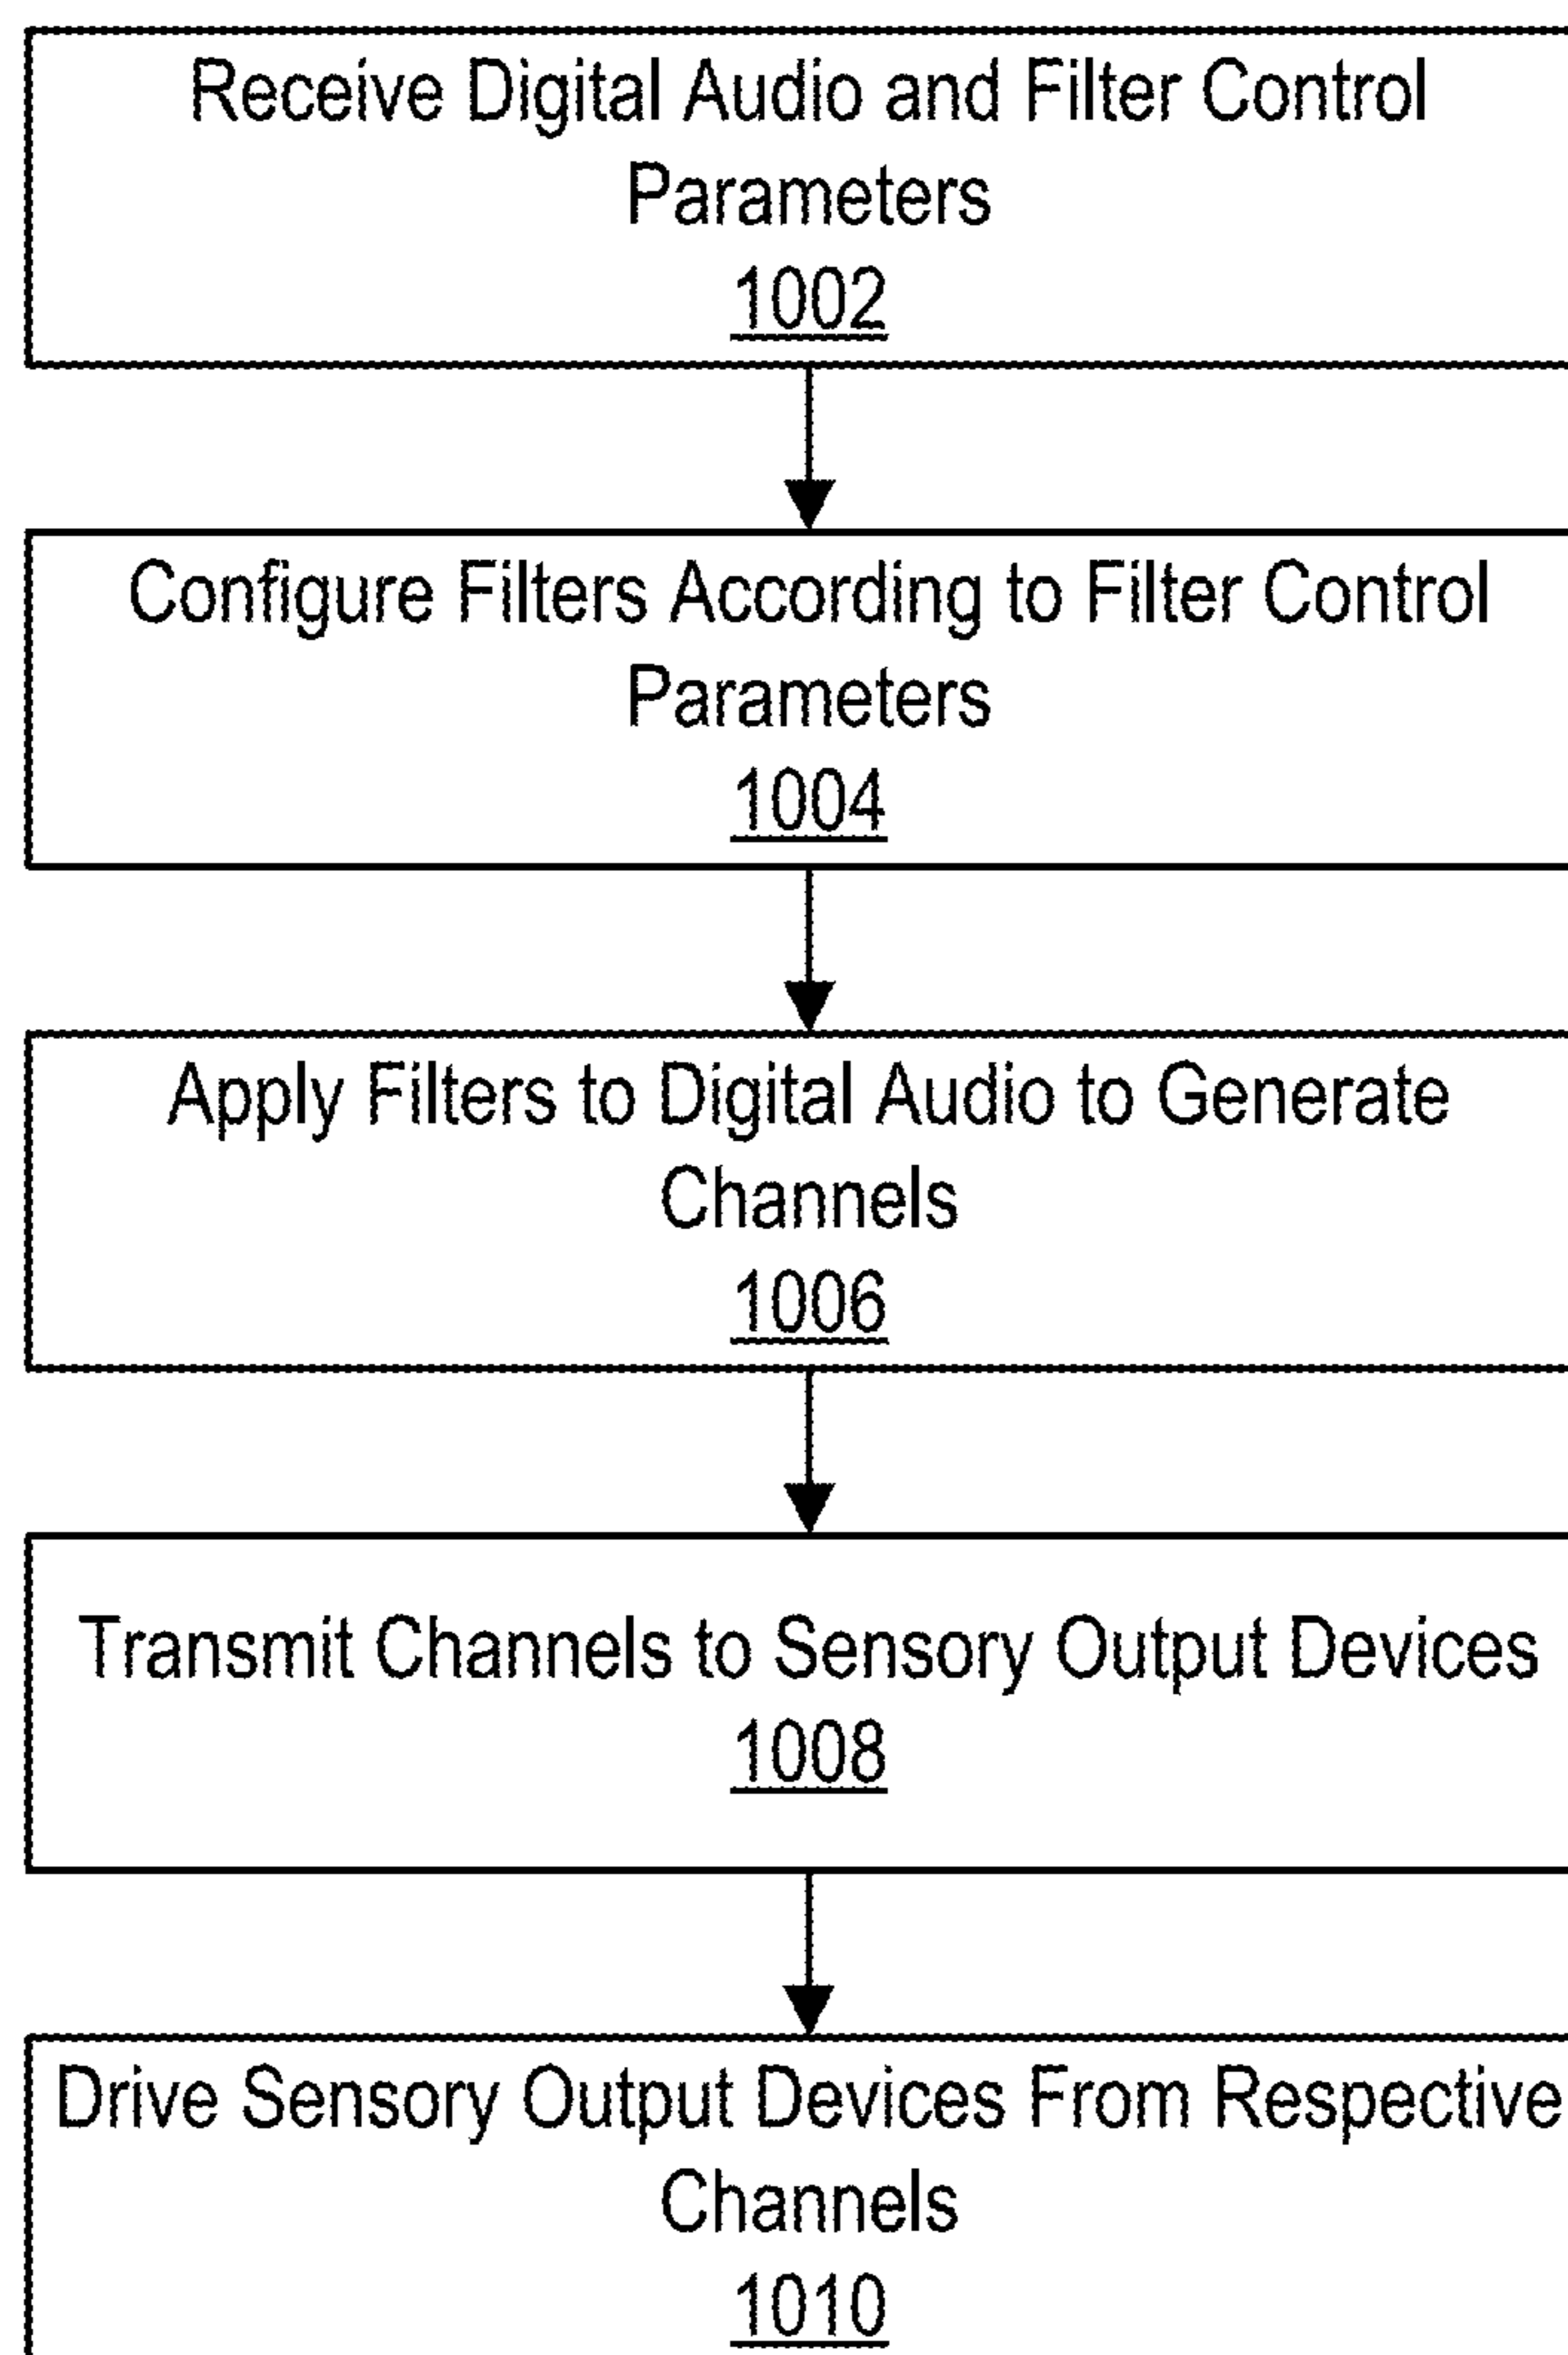 Receive Digital Audio and Filter Control
Parameters
1002
Configure Filters According to Filter Control
Parameters
1004
Apply Filters to Digital Audio to Generate
Channels
1006
Transmit Channels to Sensory Output Devices
1008
Drive Sensory Output Devices From Respective
Channels
1010